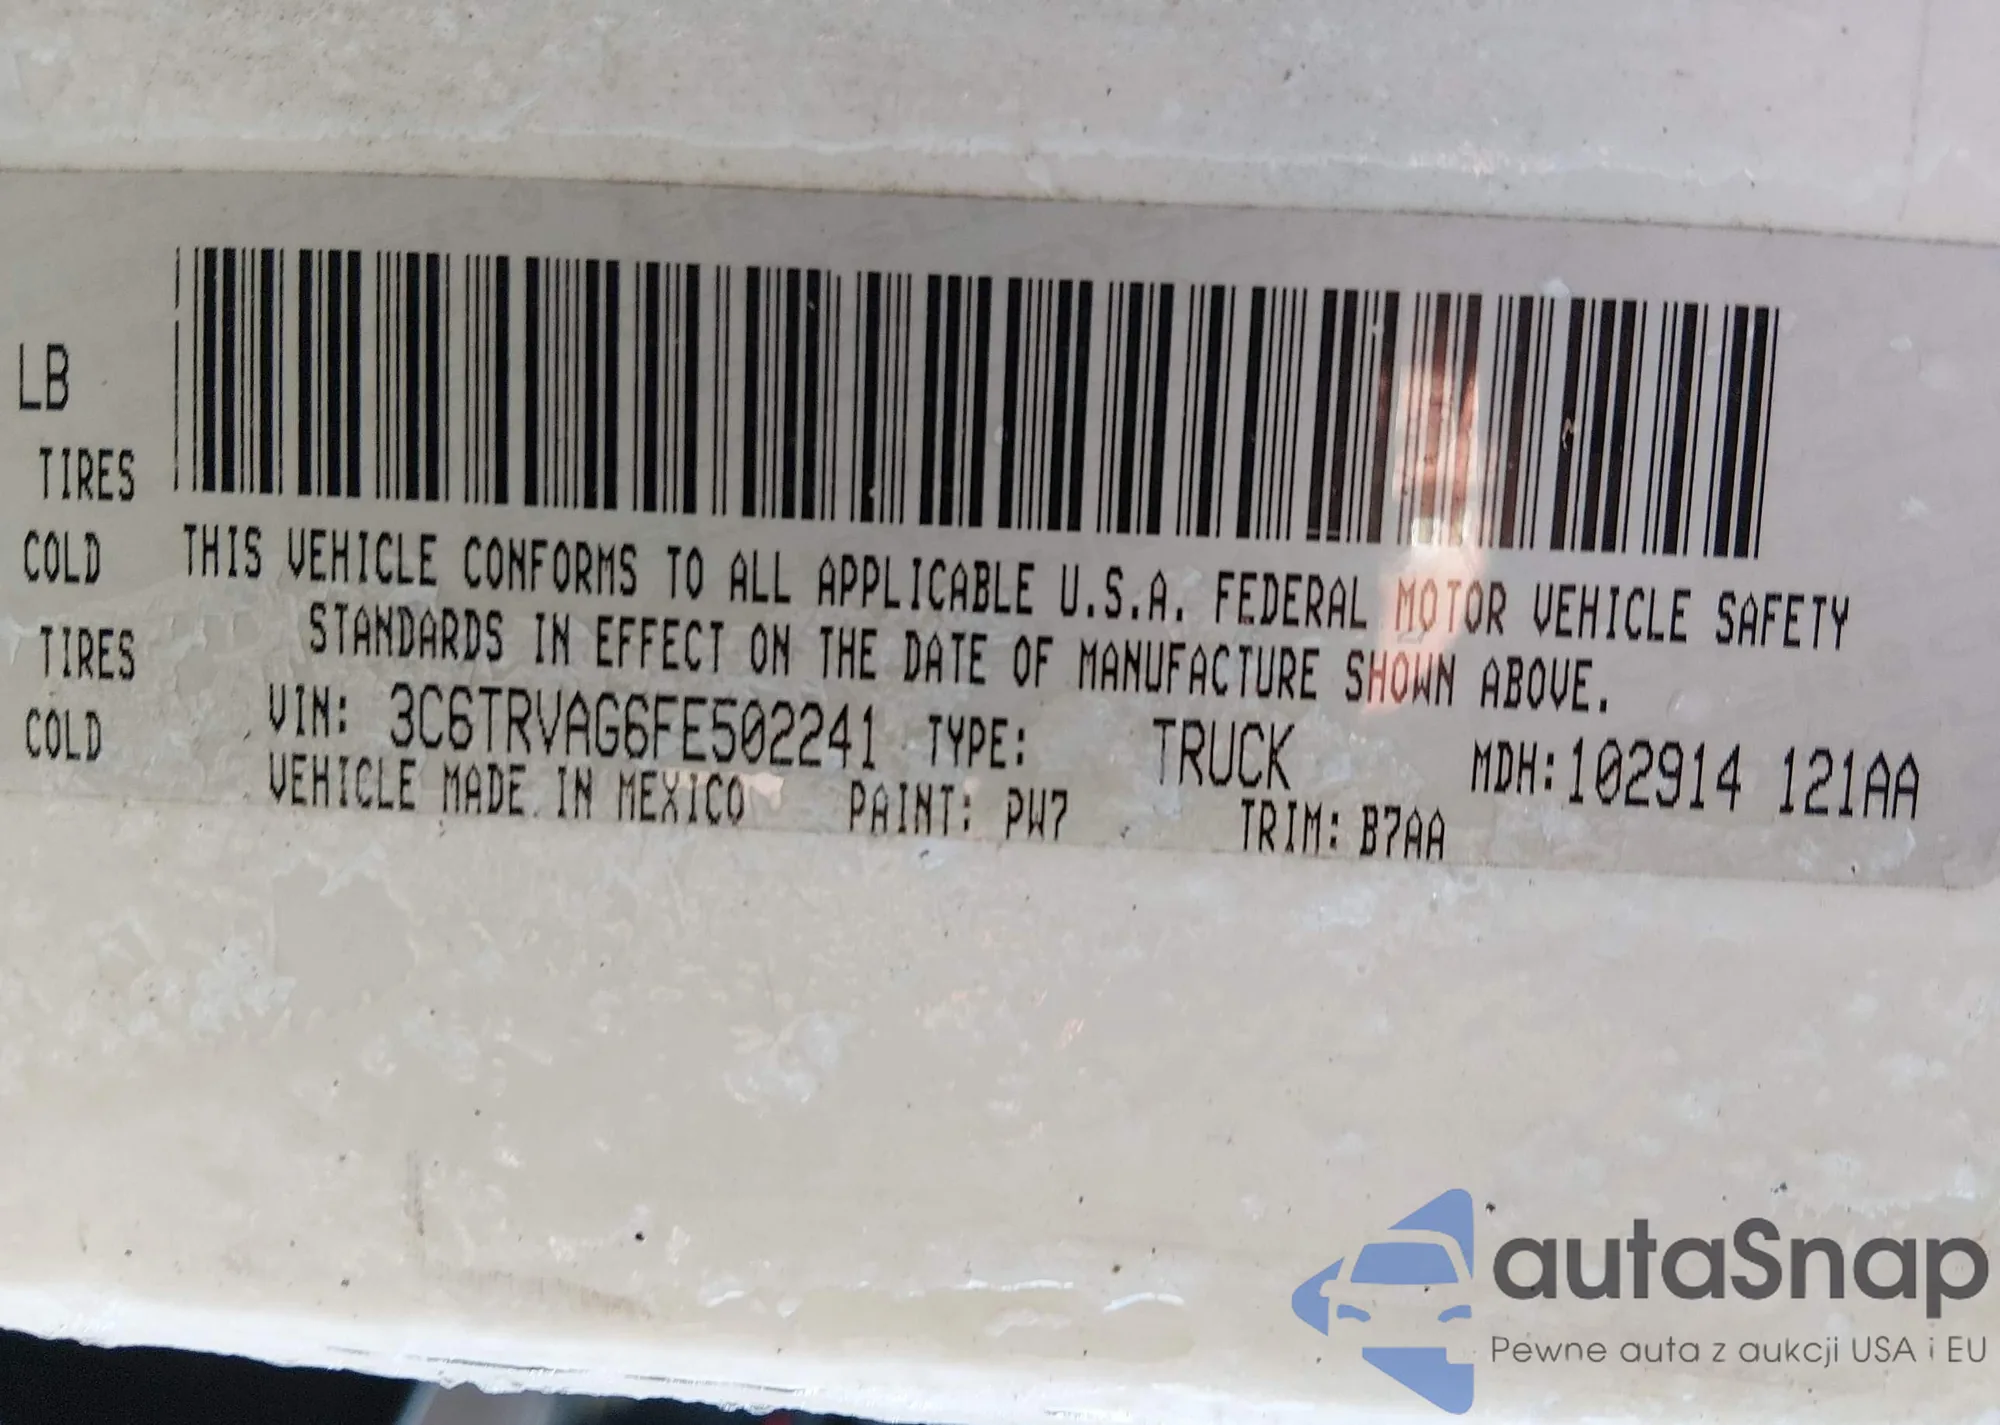 LB
TIRES
COLD
TIRES
COLD
THIS VEHICLE CONFORMS TO ALL APPLICABLE U.S.A. FEDERAL MOTOR VEHICLE SAFETY
STANDARDS IN EFFECT ON THE DATE OF MANUFACTURE SHOWN ABOVE.
VIN: 3C6TRVAG6FE502241 TYPE: TRUCK MDH:102914 121AA
VEHICLE MADE IN MEXICO PAINT: PW7 TRIM: B7AA
autaSnap
Pewne auta z aukcji USA i EU